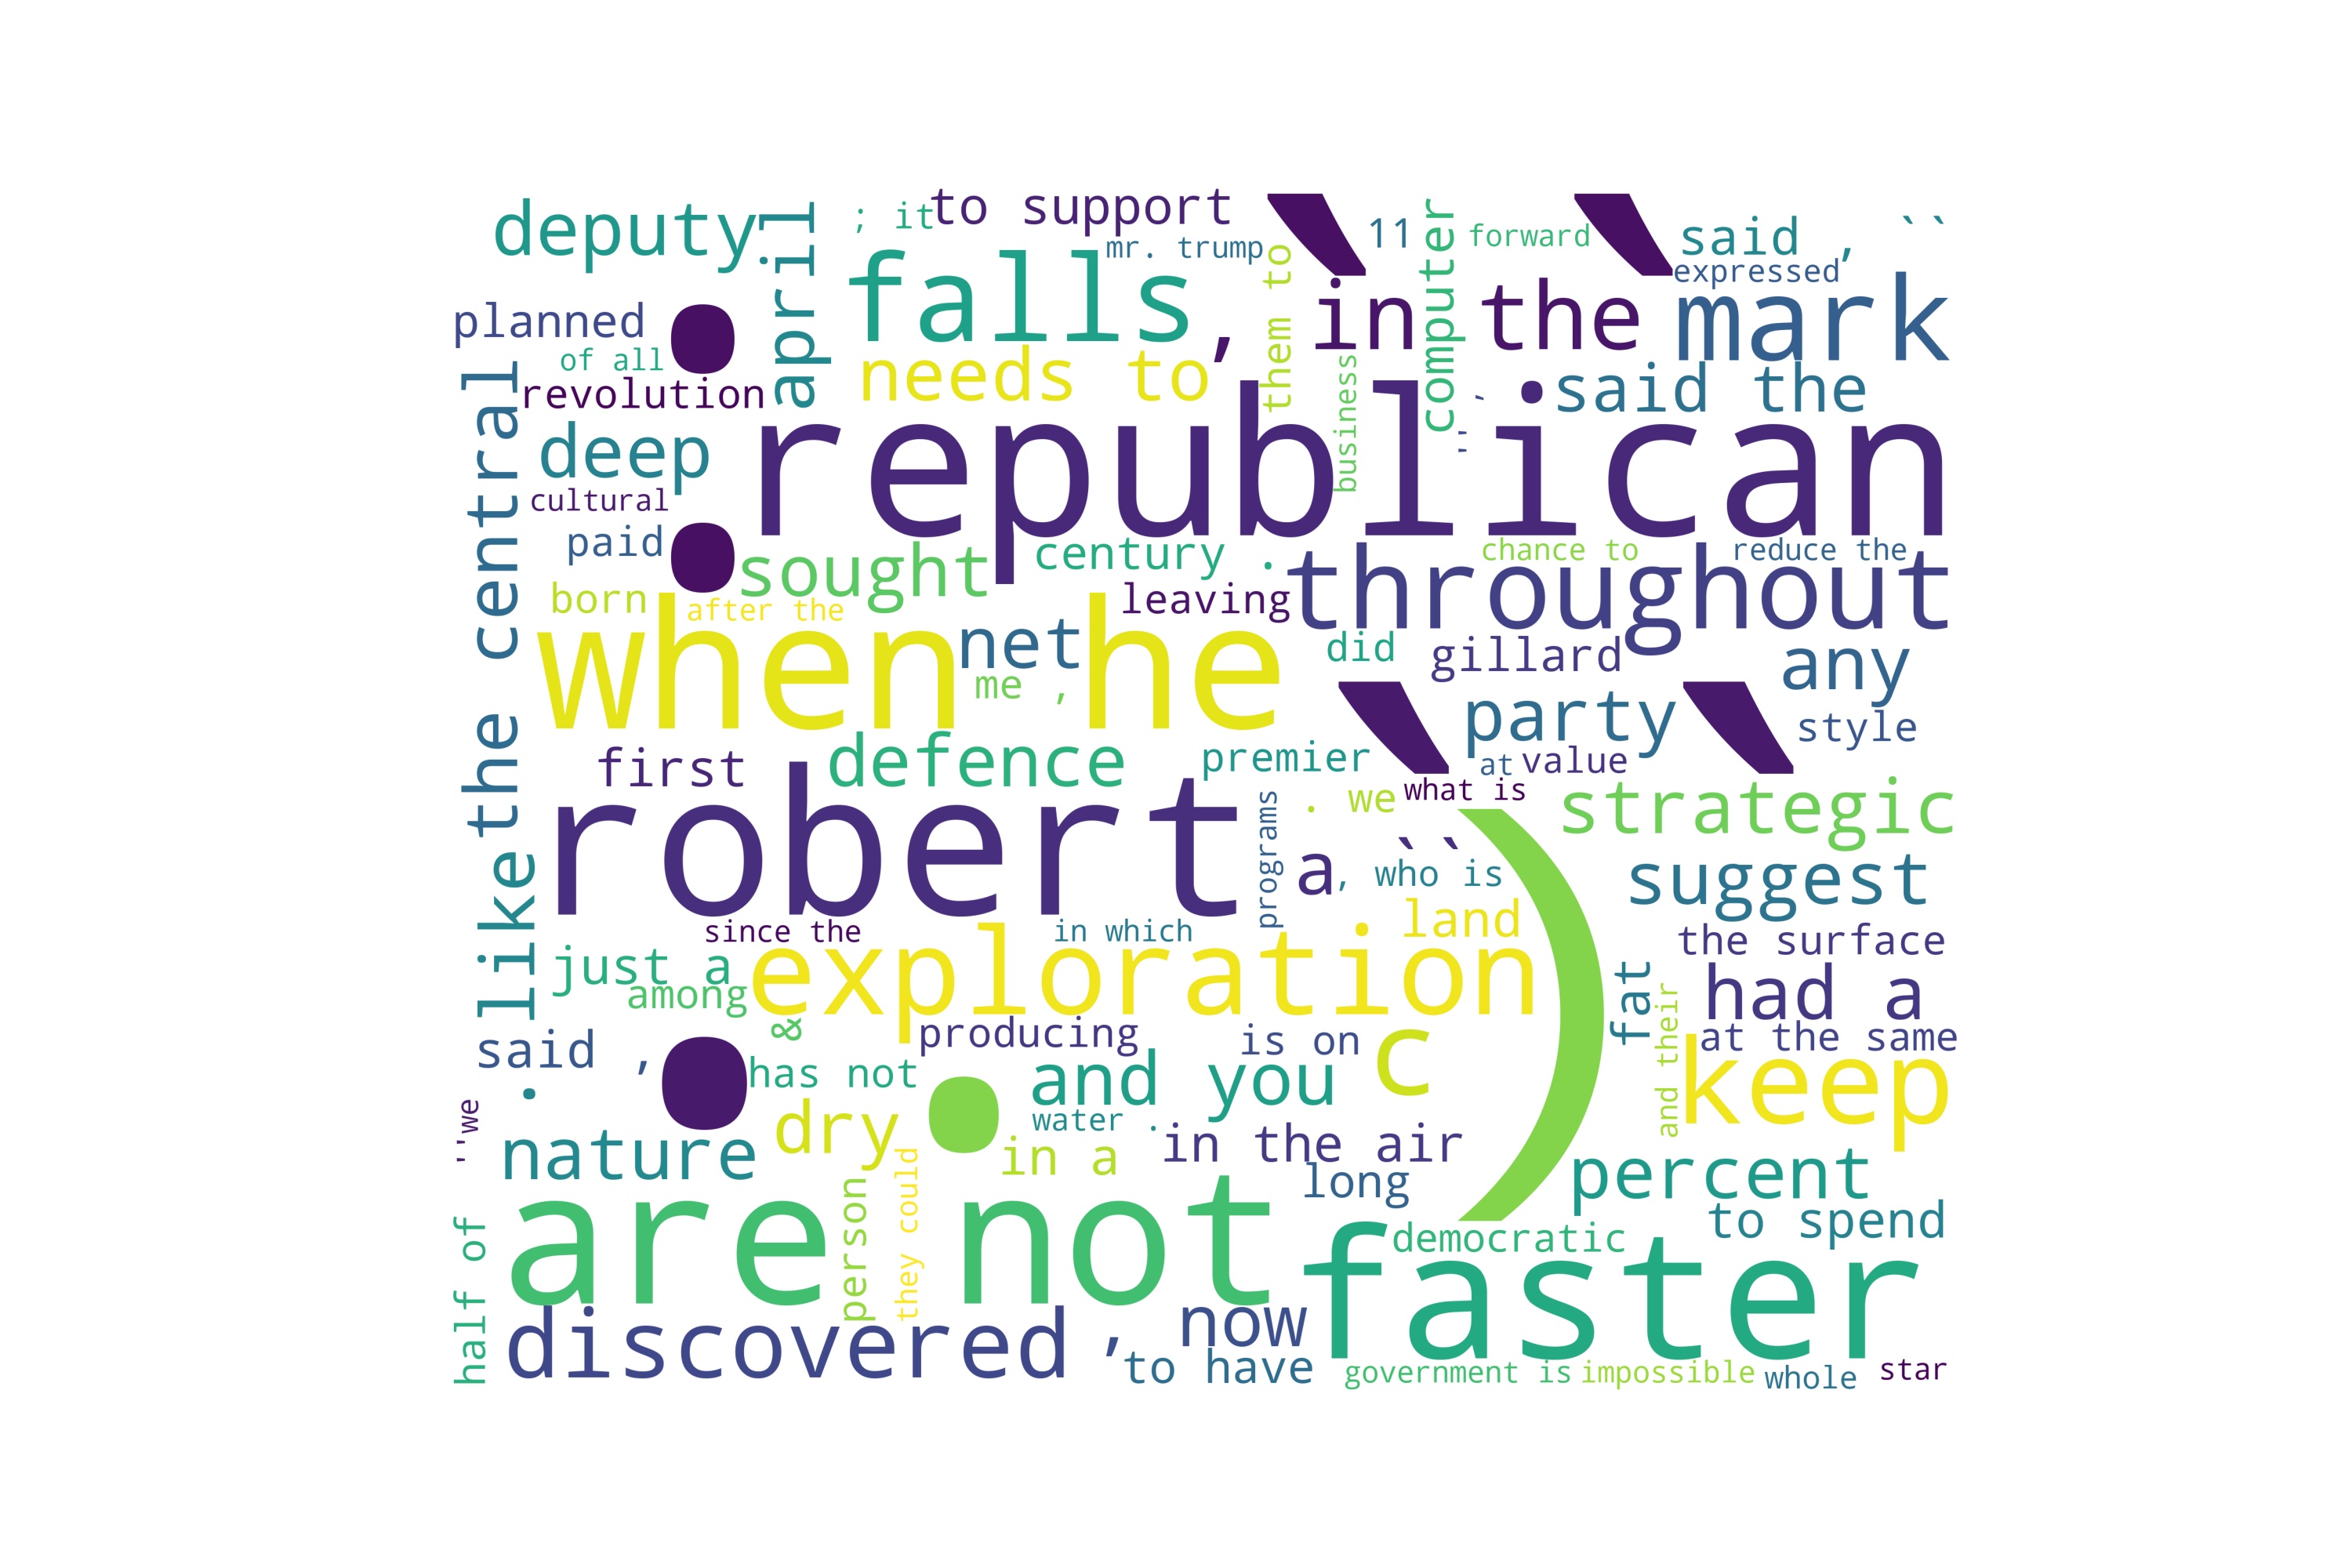 deputy
april
; it
to support
mr. trump
` `
11
computer
forward
said , ``
expressed
planned
of all
revolution
falls
needs to
, in the
them to
business
mark
said the
the central
deep
cultural
paid
:
republican
sought
century .
chance to
reduce the
born
after the
leaving
throughout
when he
net
me ,
did
gillard
any
` `
party
style
first
defence
premier
at
value
robert
programs
. we
what is
strategic
a ``
, who is
suggest
like
since the
in which
land
the surface
just a
among
exploration
. )
fat
and their
had a
&
said ,
producing
is on
c
at the same
.
has not
and you
keep
''we
nature
dry
water .
in a
in the air
percent
person
they could
long
to spend
half of
are not
democratic
faster
discovered ,
now
to have
government is
impossible
whole
star